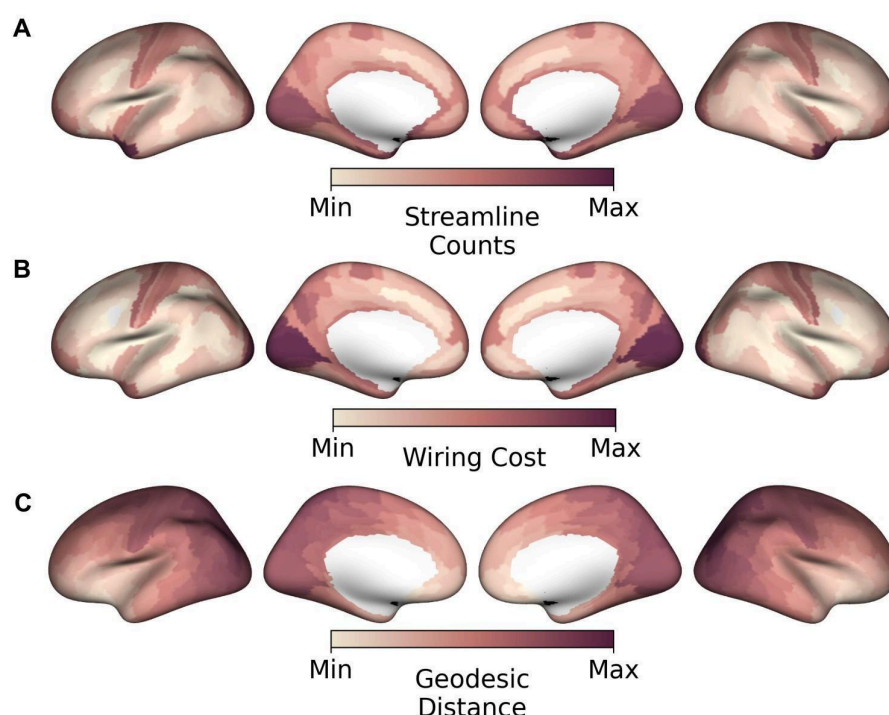 A
Min Max
Streamline
Counts
B
Min Max
Wiring Cost
C
Min Max
Geodesic
Distance